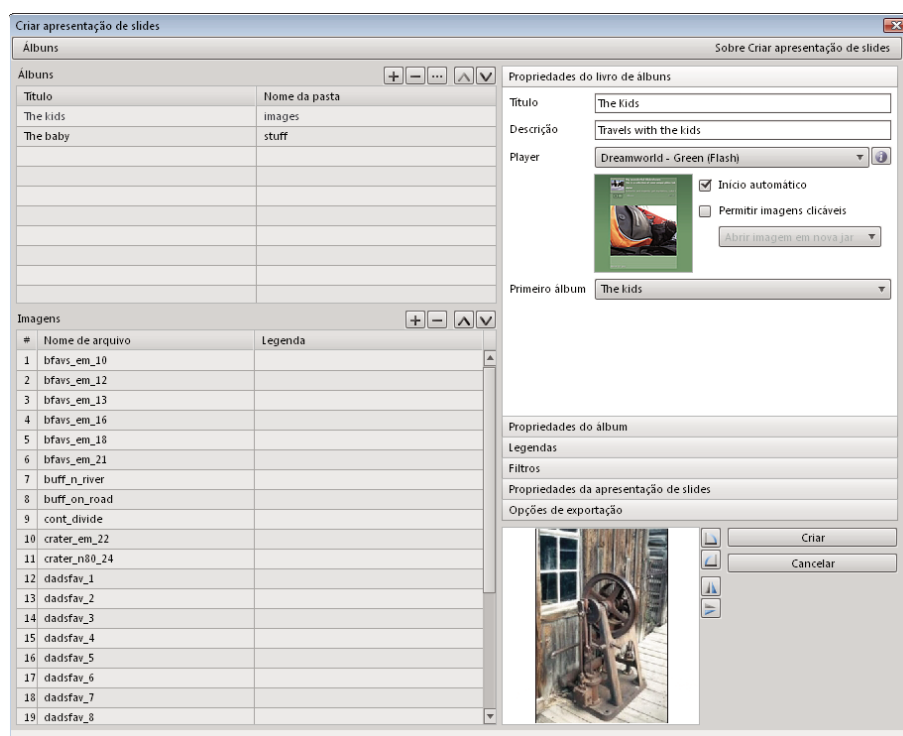 Criar apresentação de slides
Álbuns
Sobre Criar apresentação de slides
Álbuns
Título
Nome da pasta
The kids
images
The baby
stuff
Imagens
#
Nome de arquivo
Legenda
1 bfavs_em_10
2 bfavs_em_12
3 bfavs_em_13
4 bfavs_em_16
5 bfavs_em_18
6 bfavs_em_21
7 buff_n_river
8 buff_on_road
9 cont_divide
10 crater_em_22
11 crater_n80_24
12 dadsfav_1
13 dadsfav_2
14 dadsfav_3
15 dadsfav_4
16 dadsfav_5
17 dadsfav_6
18 dadsfav_7
19 dadsfav_8
Propriedades do livro de álbuns
Título
The Kids
Descrição
Travels with the kids
Player
Dreamworld - Green (Flash)
Início automático
Permitir imagens clicáveis
Abrir imagem em nova jar
Primeiro álbum
The kids
Propriedades do álbum
Legendas
Filtros
Propriedades da apresentação de slides
Opções de exportação
Criar
Cancelar